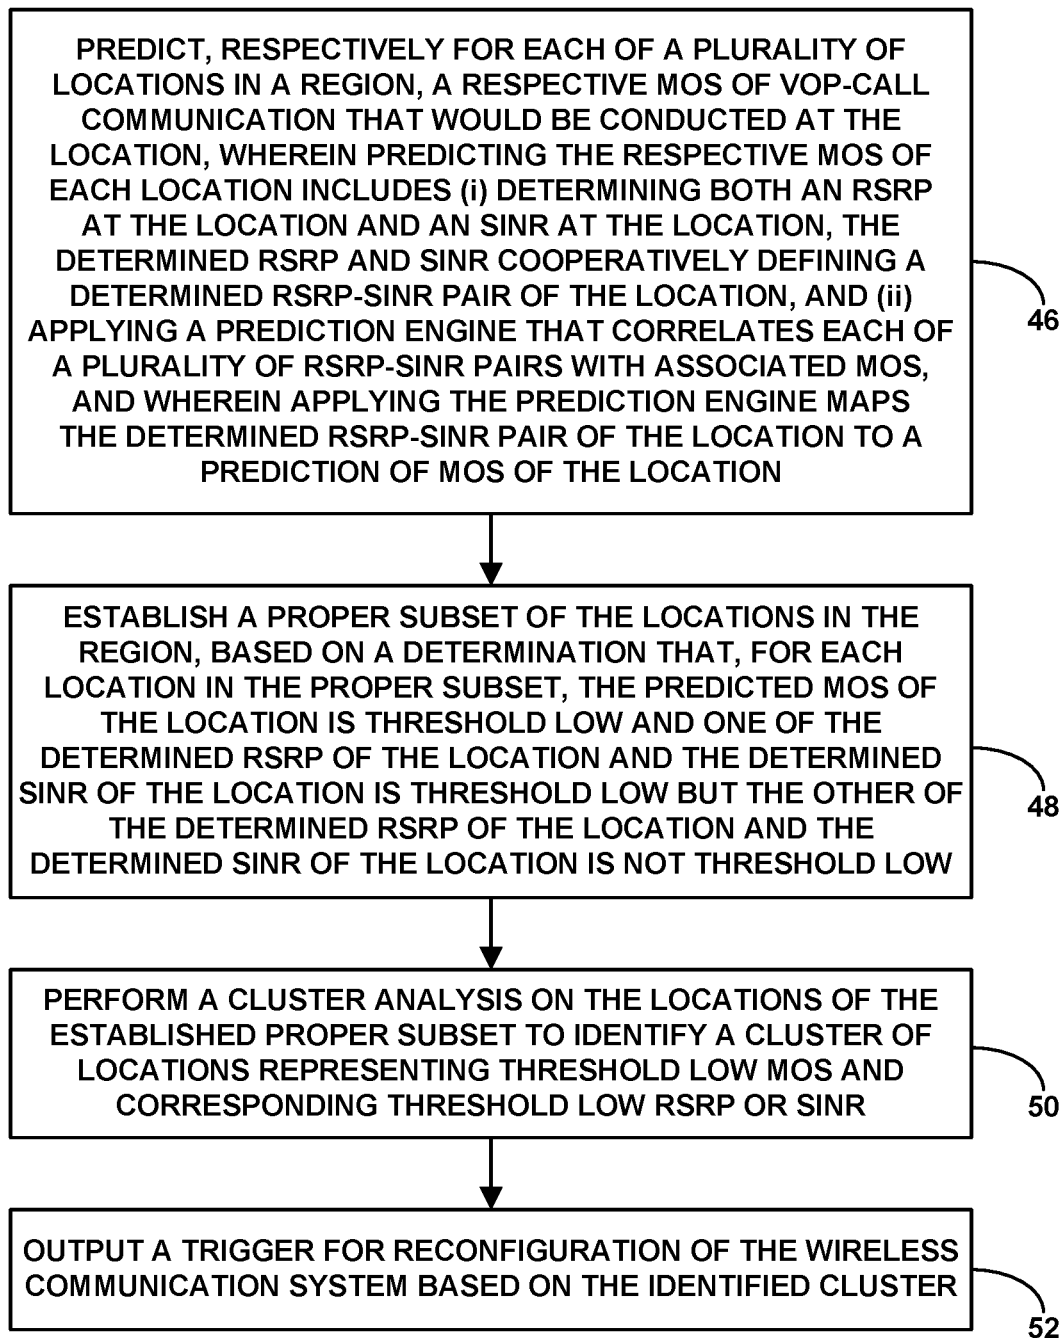 PREDICT, RESPECTIVELY FOR EACH OF A PLURALITY OF
LOCATIONS IN A REGION, A RESPECTIVE MOS OF VOP-CALL
COMMUNICATION THAT WOULD BE CONDUCTED AT THE
LOCATION, WHEREIN PREDICTING THE RESPECTIVE MOS OF
EACH LOCATION INCLUDES (i) DETERMINING BOTH AN RSRP
AT THE LOCATION AND AN SINR AT THE LOCATION, THE
DETERMINED RSRP AND SINR COOPERATIVELY DEFINING A
DETERMINED RSRP-SINR PAIR OF THE LOCATION, AND (ii)
APPLYING A PREDICTION ENGINE THAT CORRELATES EACH OF
A PLURALITY OF RSRP-SINR PAIRS WITH ASSOCIATED MOS,
AND WHEREIN APPLYING THE PREDICTION ENGINE MAPS
THE DETERMINED RSRP-SINR PAIR OF THE LOCATION TO A
PREDICTION OF MOS OF THE LOCATION
46
ESTABLISH A PROPER SUBSET OF THE LOCATIONS IN THE
REGION, BASED ON A DETERMINATION THAT, FOR EACH
LOCATION IN THE PROPER SUBSET, THE PREDICTED MOS OF
THE LOCATION IS THRESHOLD LOW AND ONE OF THE
DETERMINED RSRP OF THE LOCATION AND THE DETERMINED
SINR OF THE LOCATION IS THRESHOLD LOW BUT THE OTHER OF
THE DETERMINED RSRP OF THE LOCATION AND THE
DETERMINED SINR OF THE LOCATION IS NOT THRESHOLD LOW
48
PERFORM A CLUSTER ANALYSIS ON THE LOCATIONS OF THE
ESTABLISHED PROPER SUBSET TO IDENTIFY A CLUSTER OF
LOCATIONS REPRESENTING THRESHOLD LOW MOS AND
CORRESPONDING THRESHOLD LOW RSRP OR SINR
50
OUTPUT A TRIGGER FOR RECONFIGURATION OF THE WIRELESS
COMMUNICATION SYSTEM BASED ON THE IDENTIFIED CLUSTER
52